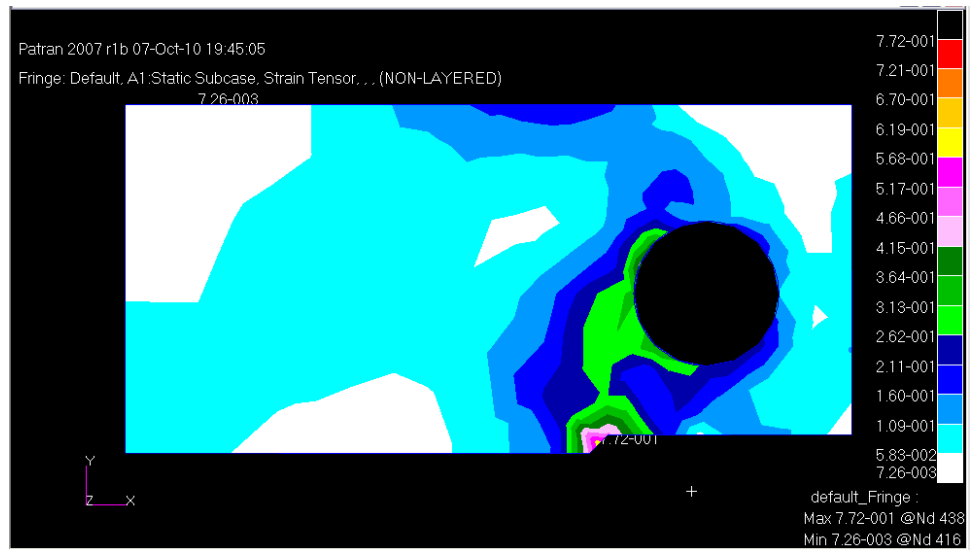 Patran 2007 r1b 07-Oct-10 19:45:05
Fringe: Default, A1:Static Subcase, Strain Tensor, , , (NON-LAYERED)
7.26-003
7.72-001
7.21-001
6.70-001
6.19-001
5.68-001
5.17-001
4.66-001
4.15-001
3.64-001
3.13-001
2.62-001
2.11-001
1.60-001
1.09-001
5.83-002
7.26-003
7.72-001
Y
Z X
default_Fringe :
Max 7.72-001 @Nd 438
Min 7.26-003 @Nd 416